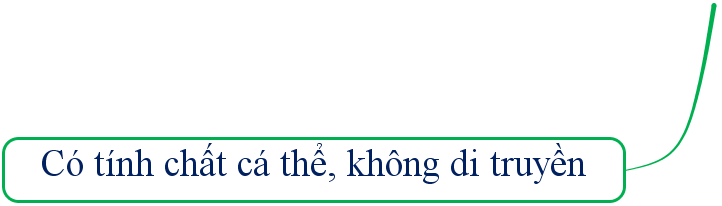 Có tính chất cá thể, không di truyền